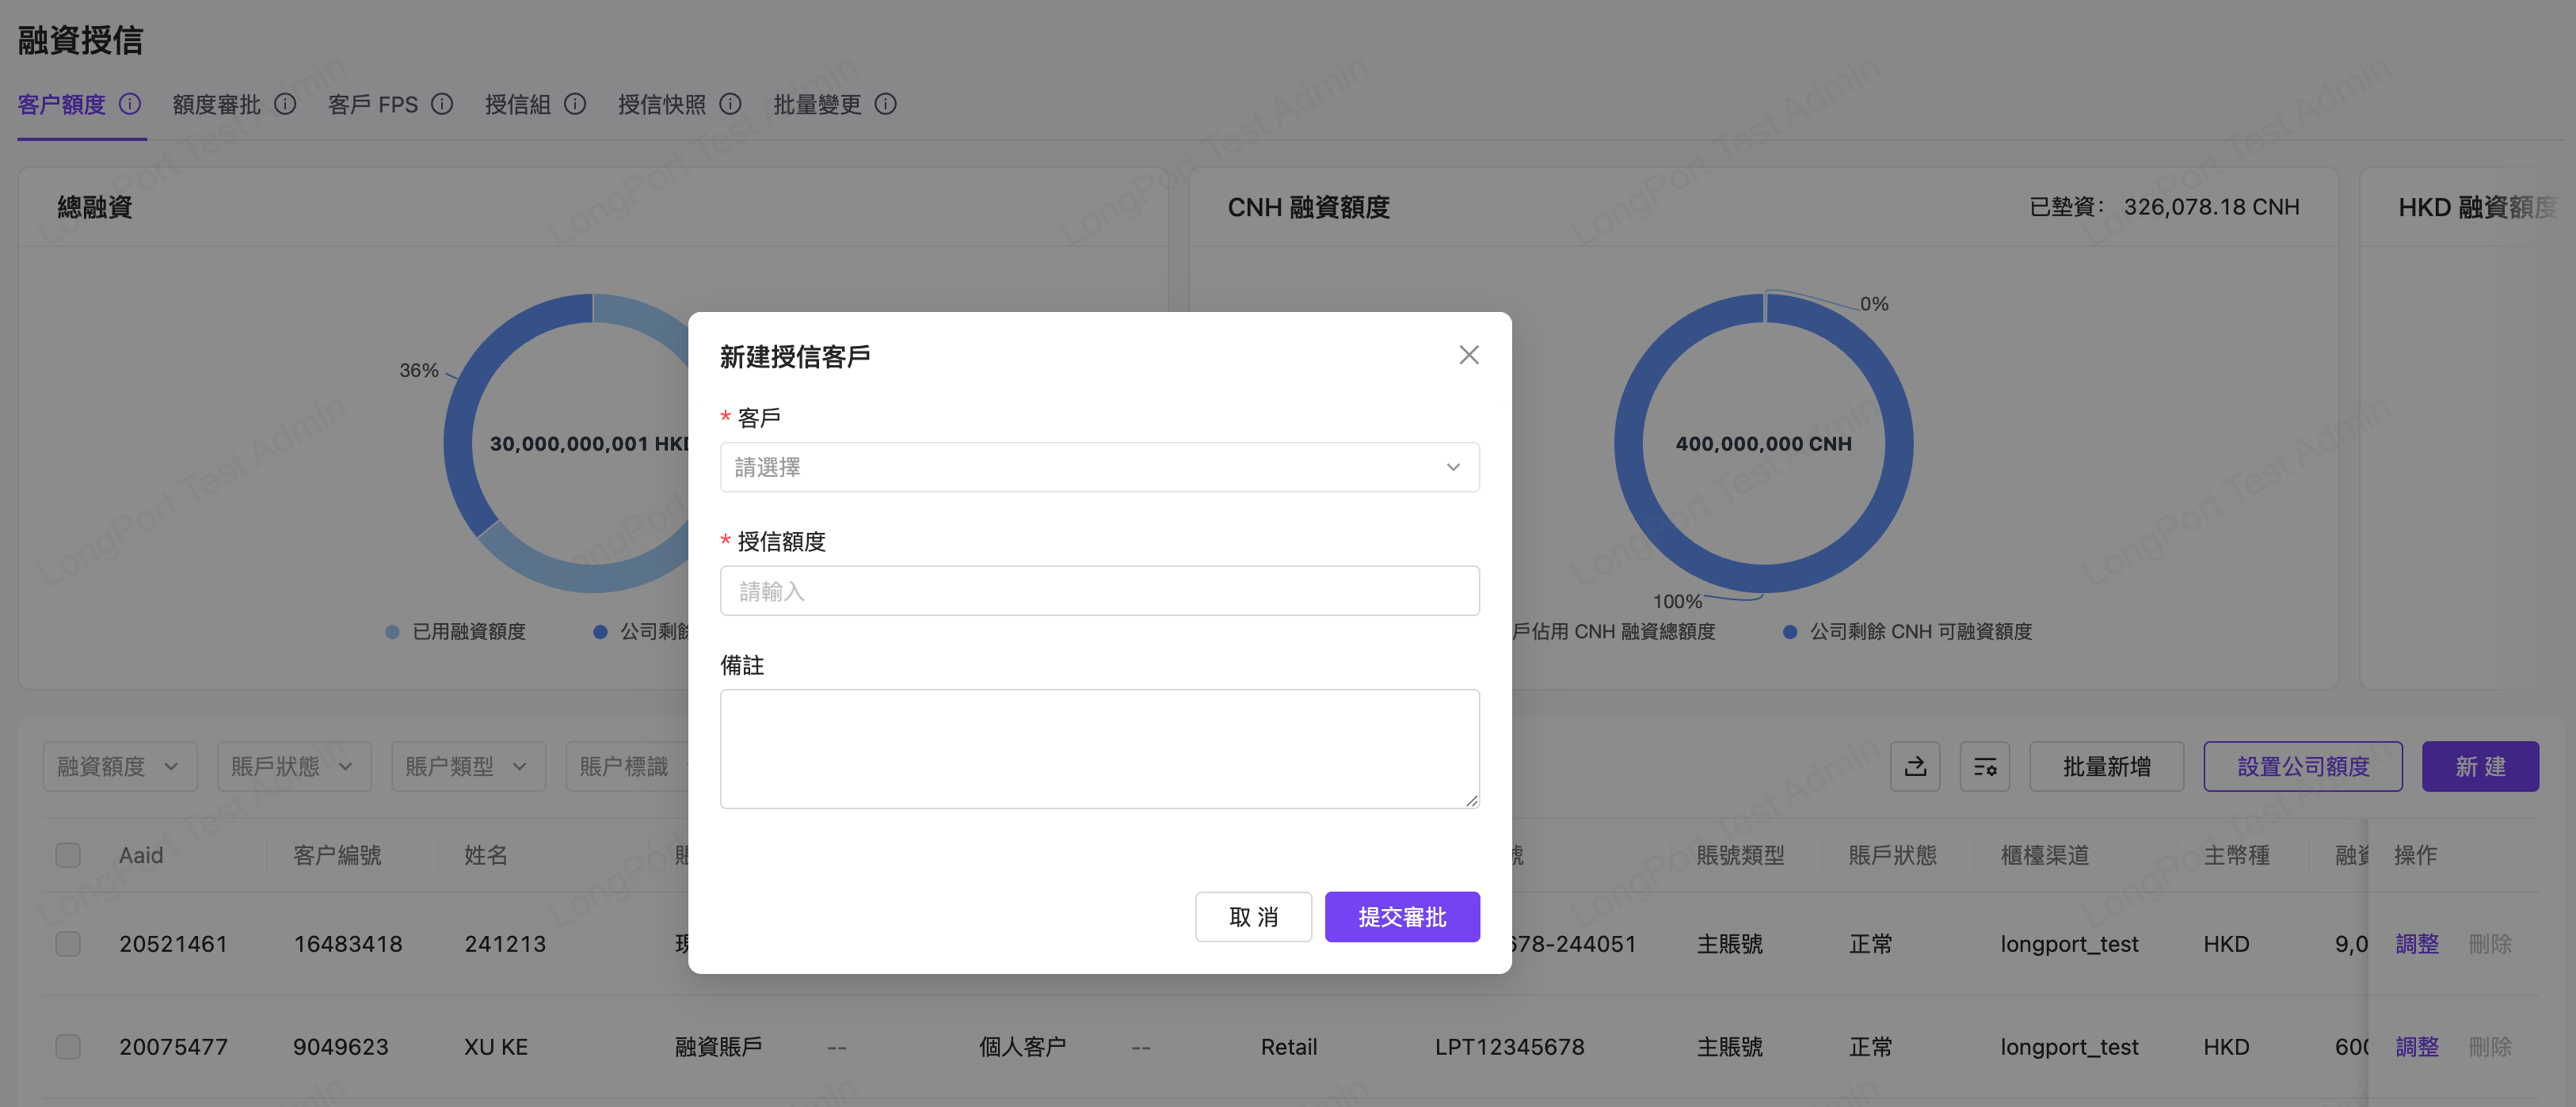 融資授信
客户額度 額度審批 客戶 FPS 授信組 授信快照 批量變更
總融資
CNH 融資額度 已墊資： 326,078.18 CNH
HKD 融資額度
36%
30,000,000,001 HKD
已用融資額度 公司剩餘
0%
400,000,000 CNH
100%
戶佔用 CNH 融資總額度 公司剩餘 CNH 可融資額度
新建授信客戶
* 客戶
請選擇
* 授信額度
請輸入
備註
取 消 提交審批
融資額度 賬戶狀態 賬户類型 賬戶標識
批量新增 設置公司額度 新 建
Aaid 客户編號 姓名 號 賬號類型 賬戶狀態 櫃檯渠道 主幣種 融資 操作
20521461 16483418 241213 現 678-244051 主賬號 正常 longport_test HKD 9,0 調整 刪除
20075477 9049623 XU KE 融資賬戶 -- 個人客户 -- Retail LPT12345678 主賬號 正常 longport_test HKD 600 調整 刪除
LongPort Test Admin